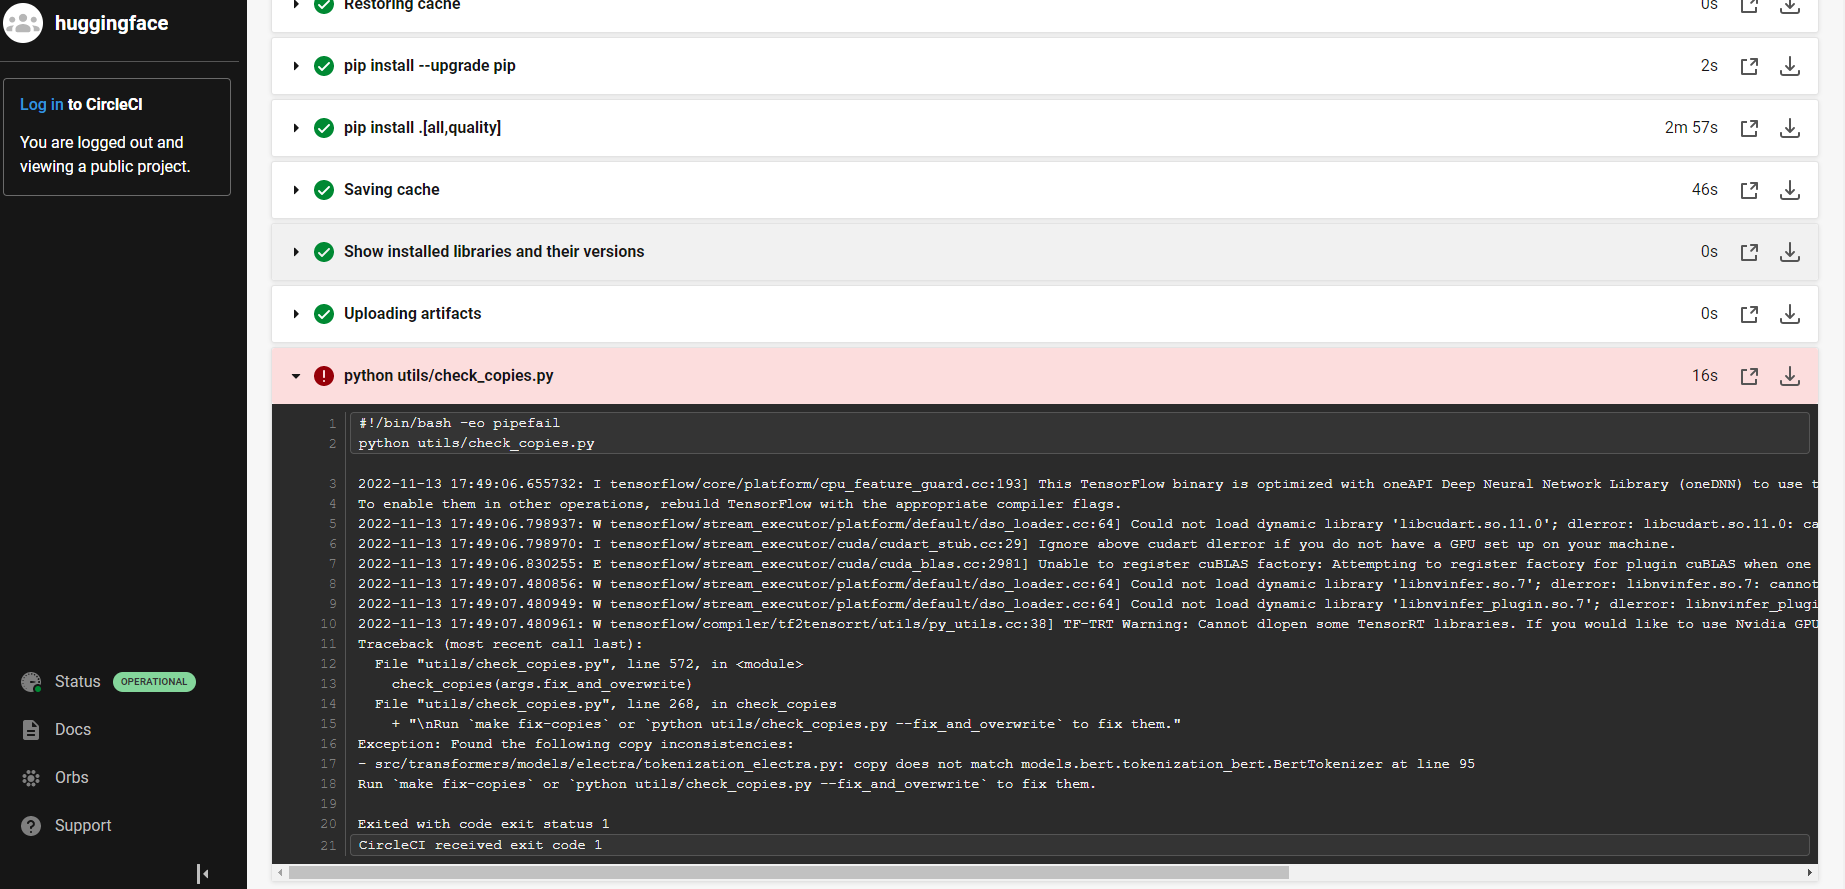 huggingface
Log in to CircleCI
You are logged out and
viewing a public project.
Status OPERATIONAL
Docs
Orbs
Support
Restoring cache 0s
pip install --upgrade pip 2s
pip install .[all,quality] 2m 57s
Saving cache 46s
Show installed libraries and their versions 0s
Uploading artifacts 0s
python utils/check_copies.py 16s
1 #!/bin/bash -eo pipefail
2 python utils/check_copies.py
3 2022-11-13 17:49:06.655732: I tensorflow/core/platform/cpu_feature_guard.cc:193] This TensorFlow binary is optimized with oneAPI Deep Neural Network Library (oneDNN) to use t
4 To enable them in other operations, rebuild TensorFlow with the appropriate compiler flags.
5 2022-11-13 17:49:06.798937: W tensorflow/stream_executor/platform/default/dso_loader.cc:64] Could not load dynamic library 'libcudart.so.11.0'; dlerror: libcudart.so.11.0: ca
6 2022-11-13 17:49:06.798970: I tensorflow/stream_executor/cuda/cudart_stub.cc:29] Ignore above cudart dlerror if you do not have a GPU set up on your machine.
7 2022-11-13 17:49:06.830255: E tensorflow/stream_executor/cuda/cuda_blas.cc:2981] Unable to register cuBLAS factory: Attempting to register factory for plugin cuBLAS when one
8 2022-11-13 17:49:07.480856: W tensorflow/stream_executor/platform/default/dso_loader.cc:64] Could not load dynamic library 'libnvinfer.so.7'; dlerror: libnvinfer.so.7: cannot
9 2022-11-13 17:49:07.480949: W tensorflow/stream_executor/platform/default/dso_loader.cc:64] Could not load dynamic library 'libnvinfer_plugin.so.7'; dlerror: libnvinfer_plugi
10 2022-11-13 17:49:07.480961: W tensorflow/compiler/tf2tensorrt/utils/py_utils.cc:38] TF-TRT Warning: Cannot dlopen some TensorRT libraries. If you would like to use Nvidia GPU
11 Traceback (most recent call last):
12 File "utils/check_copies.py", line 572, in <module>
13 check_copies(args.fix_and_overwrite)
14 File "utils/check_copies.py", line 268, in check_copies
15 + "\nRun `make fix-copies` or `python utils/check_copies.py --fix_and_overwrite` to fix them."
16 Exception: Found the following copy inconsistencies:
17 - src/transformers/models/electra/tokenization_electra.py: copy does not match models.bert.tokenization_bert.BertTokenizer at line 95
18 Run `make fix-copies` or `python utils/check_copies.py --fix_and_overwrite` to fix them.
19
20 Exited with code exit status 1
21 CircleCI received exit code 1